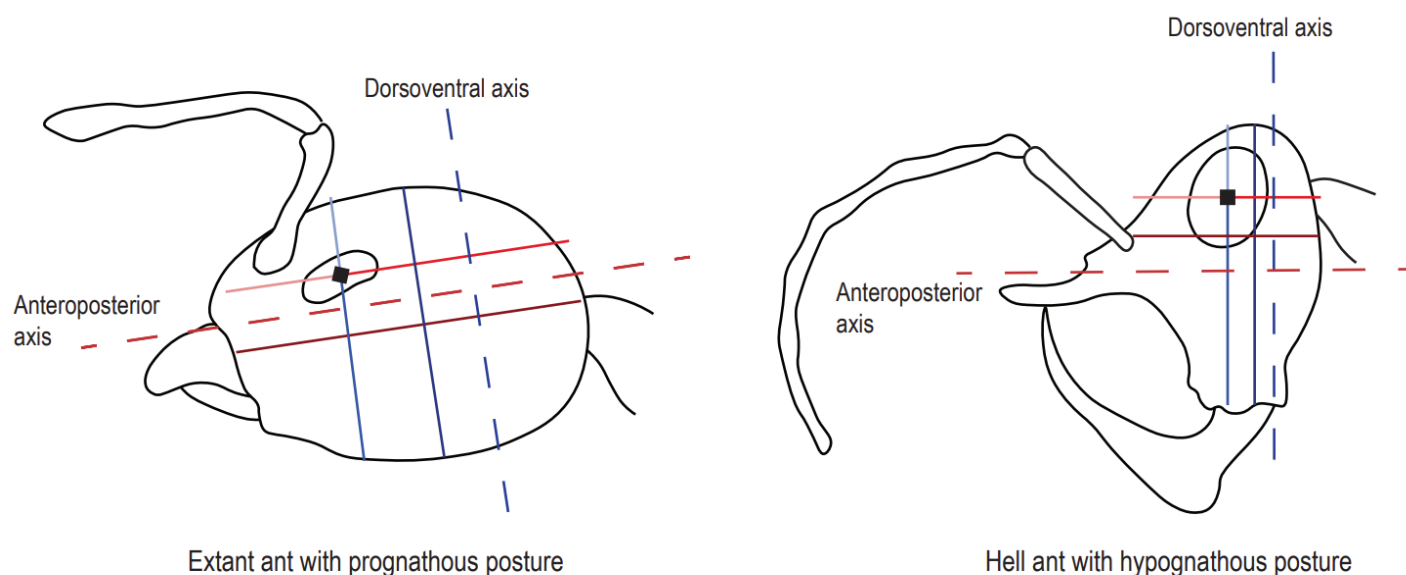 Dorsoventral axis
Anteroposterior
axis
Extant ant with prognathous posture
Dorsoventral axis
Anteroposterior
axis
Hell ant with hypognathous posture